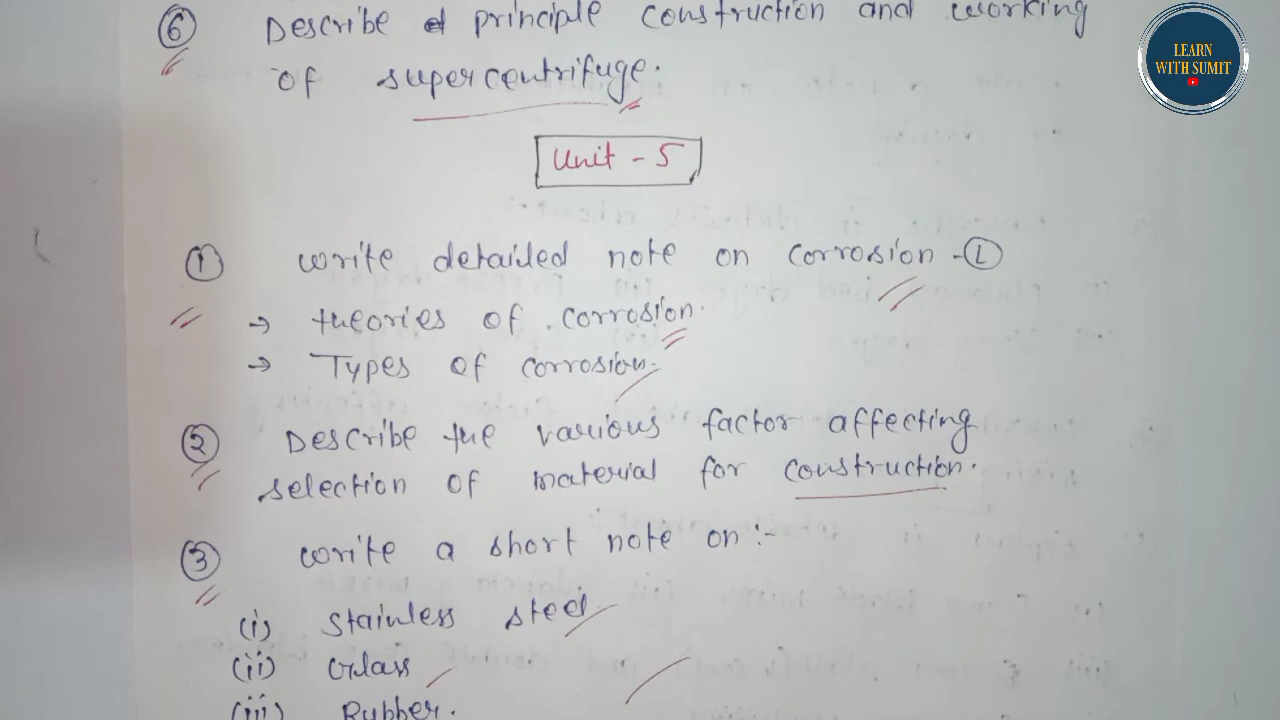 ⑥ Describe principle construction and working
of supercentrifuge.
LEARN
WITH SUMIT
Unit - 5
① Write detailed note on corrosion - Ⓛ
→ theories of corrosion.
→ Types of corrosion.
② Describe the various factor affecting
selection of material for construction.
③ Write a short note on :-
(i) Stainless steel
(ii) Glass
(iii) Rubber.